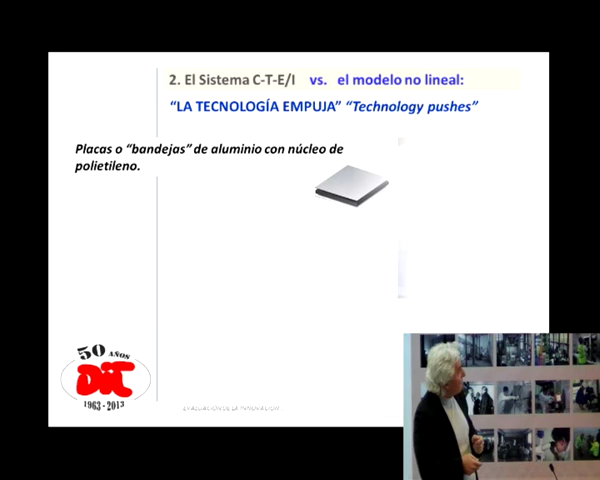 2. El Sistema C-T-E/I vs. el modelo no lineal:
“LA TECNOLOGÍA EMPUJA” “Technology pushes”
Placas o “bandejas” de aluminio con núcleo de
polietileno.
50 AÑOS
DIT
1963-2013
EVALUACIÓN DE LA INNOVACIÓN